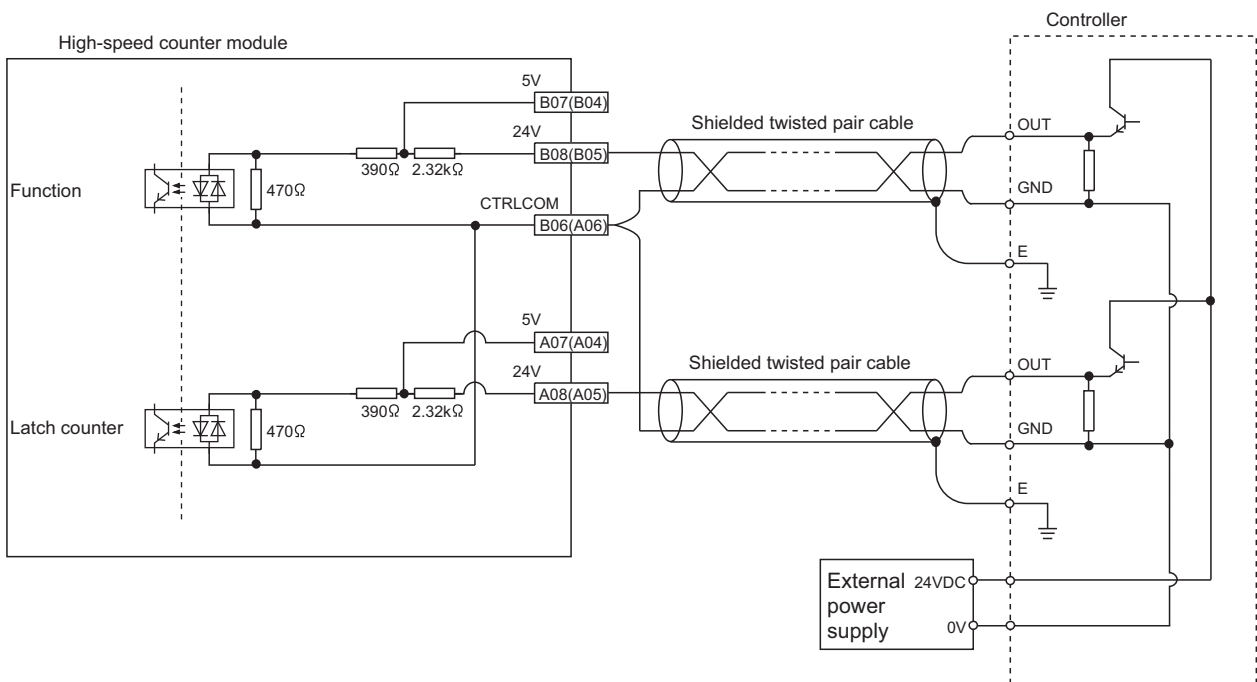 Controller
High-speed counter module
5V
B07(B04)
24V
B08(B05)
Shielded twisted pair cable
OUT
390Ω
2.32kΩ
Function
470Ω
GND
CTRLCOM
B06(A06)
E
5V
A07(A04)
24V
A08(A05)
Shielded twisted pair cable
OUT
390Ω
2.32kΩ
Latch counter
470Ω
GND
E
External
power
supply
24VDC
0V